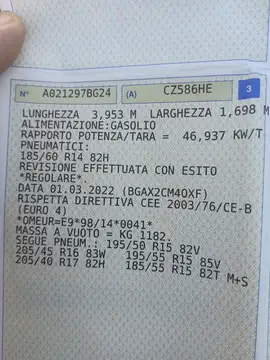 N° A021297BG24 (A) CZ586HE 3
LUNGHEZZA 3,953 M LARGHEZZA 1,698 M
ALIMENTAZIONE:GASOLIO
RAPPORTO POTENZA/TARA = 46,937 KW/T
PNEUMATICI:
185/60 R14 82H
REVISIONE EFFETTUATA CON ESITO
*REGOLARE*.
DATA 01.03.2022 (BGAX2CM4OXF)
RISPETTA DIRETTIVA CEE 2003/76/CE-B
(EURO 4)
*OMEUR=E9*98/14*0041*
MASSA A VUOTO = KG 1182.
SEGUE PNEUM.: 195/50 R15 82V
205/45 R16 83W 195/55 R15 85V
205/40 R17 82H 185/55 R15 82T M+S